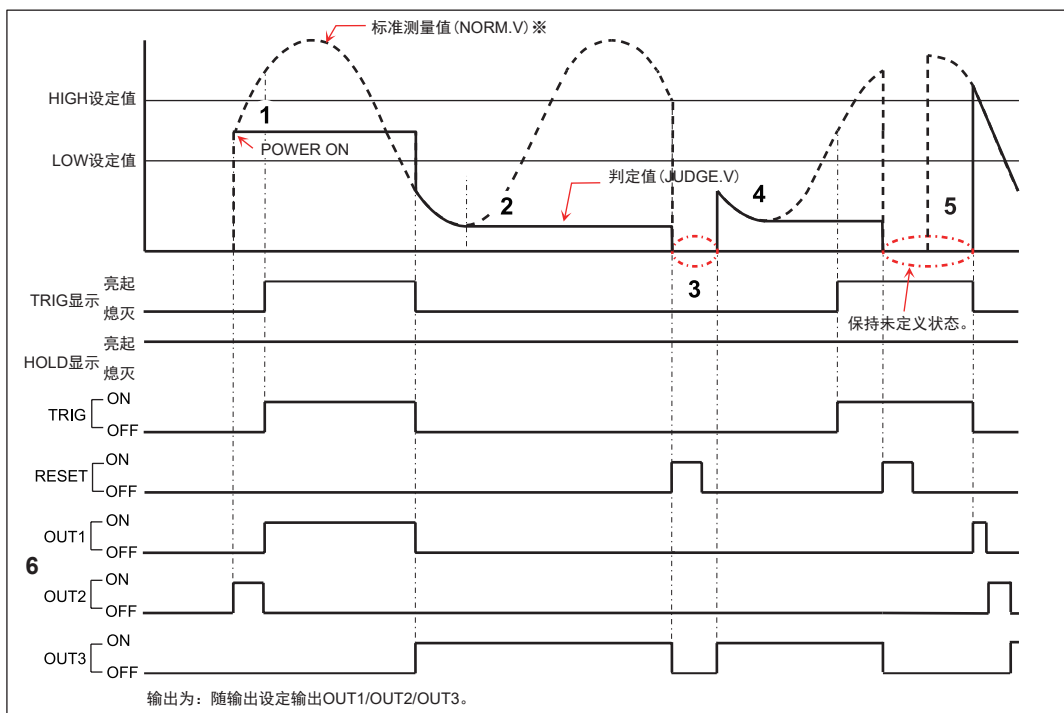 标准测量值(NORM.V)※
HIGH设定值
1
POWER ON
LOW设定值
判定值(JUDGE.V)
2
4
5
3
保持未定义状态。
TRIG显示
亮起
熄灭
HOLD显示
亮起
熄灭
TRIG
ON
OFF
RESET
ON
OFF
OUT1
ON
OFF
6
OUT2
ON
OFF
OUT3
ON
OFF
输出为：随输出设定输出OUT1/OUT2/OUT3。